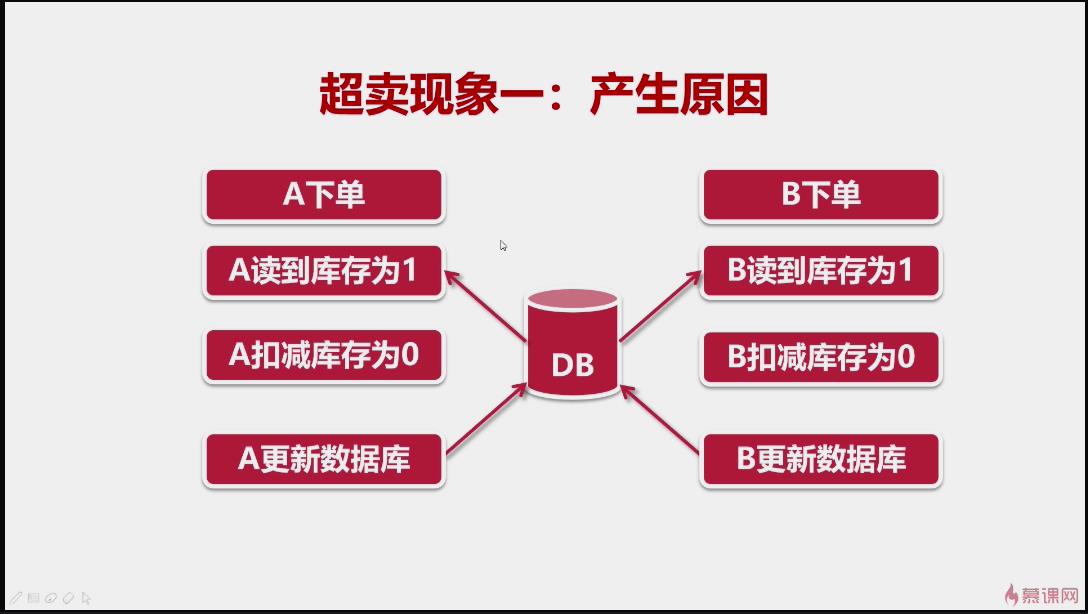 超卖现象一：产生原因
A下单
B下单
A读到库存为1
B读到库存为1
A扣减库存为0
B扣减库存为0
DB
A更新数据库
B更新数据库
慕课网